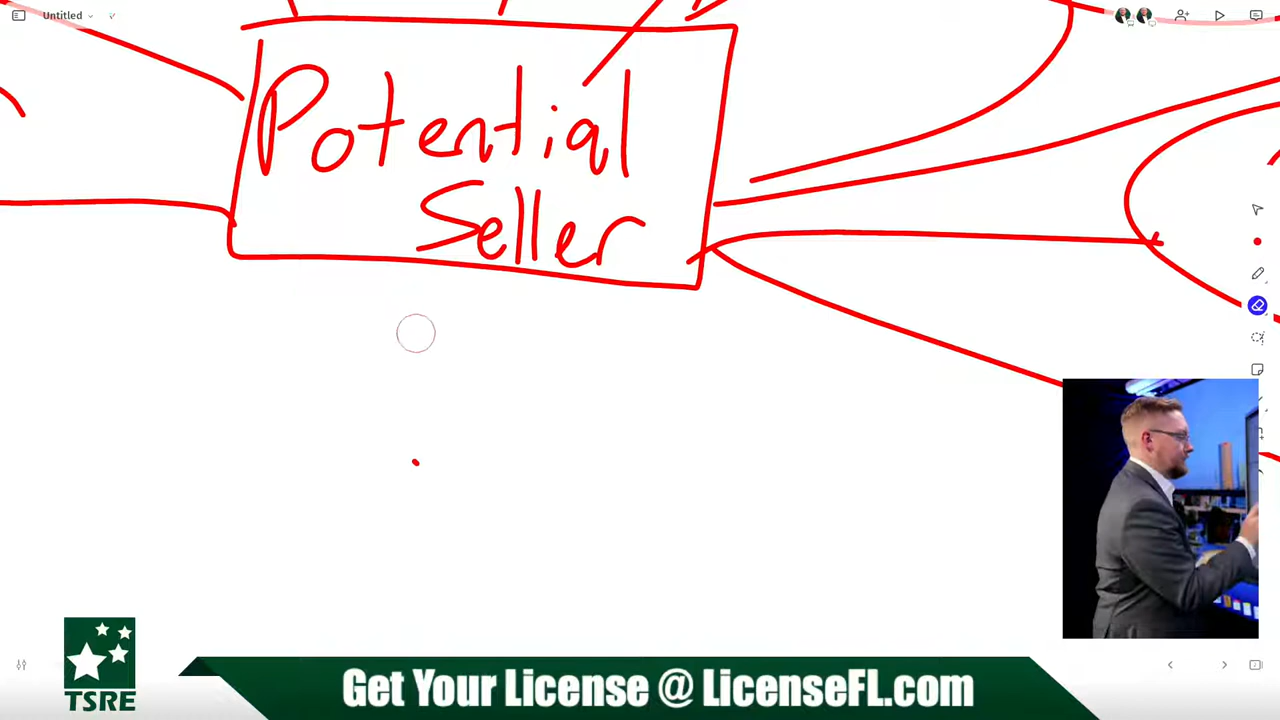 Untitled
Potential
Seller
TSRE
Get Your License @ LicenseFL.com